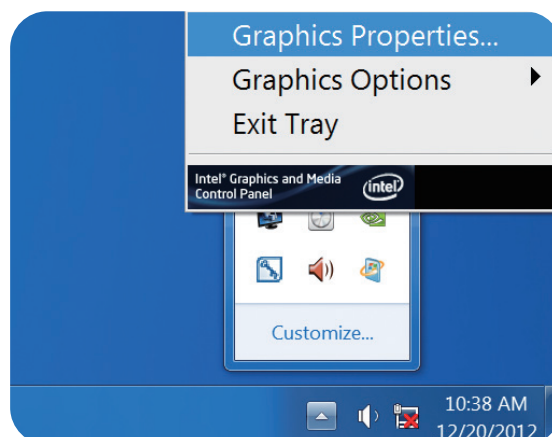 Graphics Properties...
Graphics Options
Exit Tray
Intel® Graphics and Media
Control Panel
intel
Customize...
10:38 AM
12/20/2012